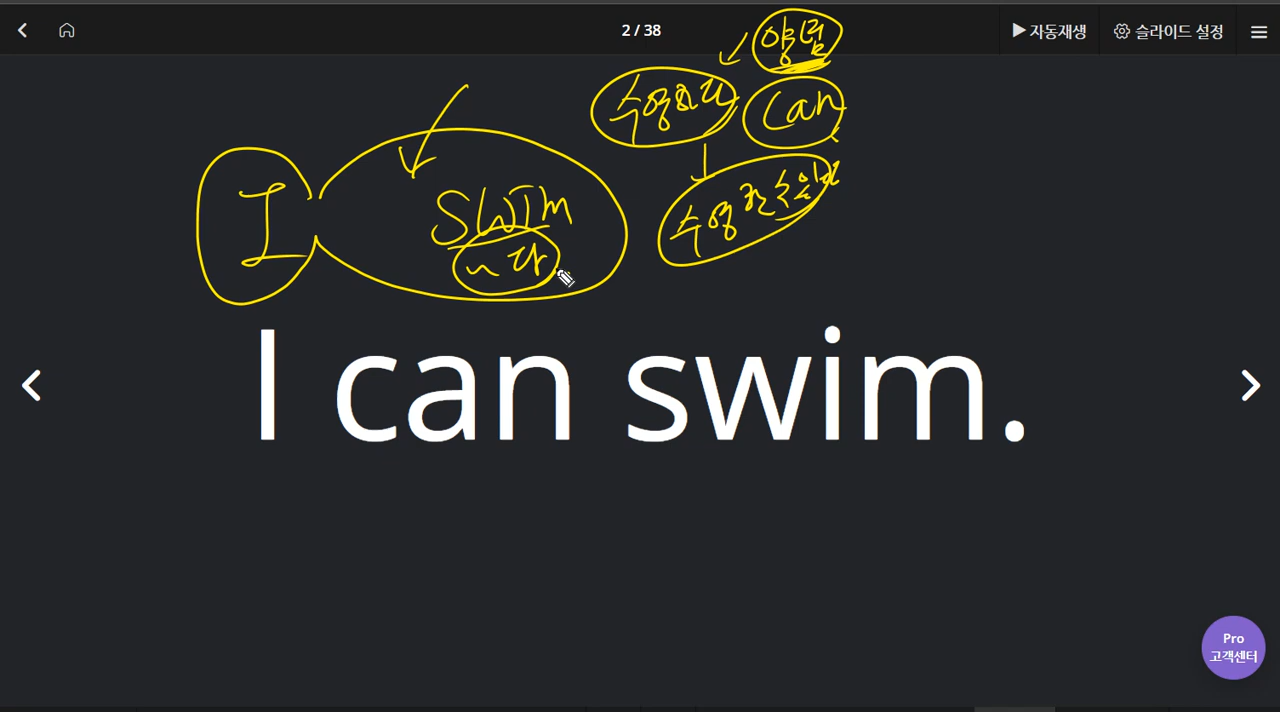 2 / 38
자동재생
슬라이드 설정
양념
수영하다
Can
I
SWIM
~다
수영할 수 있다
I can swim.
Pro
고객센터